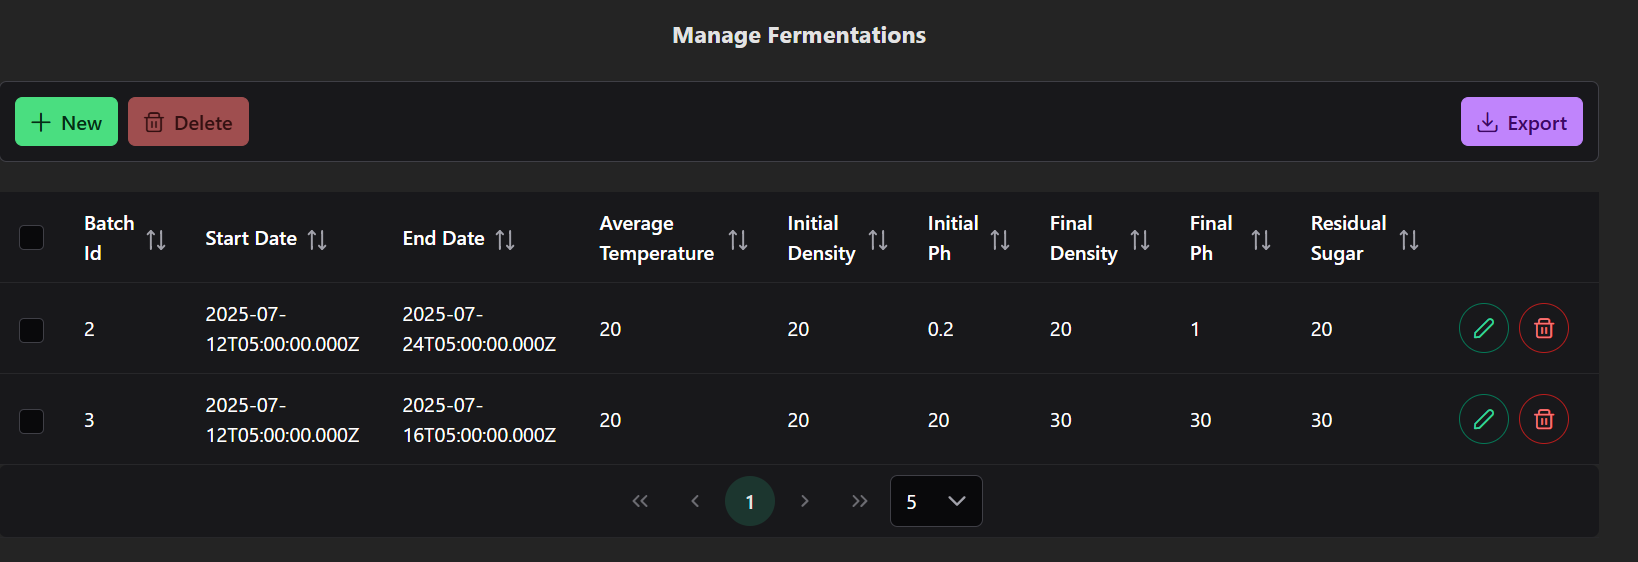 Manage Fermentations
New Delete Export
Batch Id Start Date End Date Average Temperature Initial Density Initial Ph Final Density Final Ph Residual Sugar
2 2025-07-12T05:00:00.000Z 2025-07-24T05:00:00.000Z 20 20 0.2 20 1 20
3 2025-07-12T05:00:00.000Z 2025-07-16T05:00:00.000Z 20 20 20 30 30 30
1 5